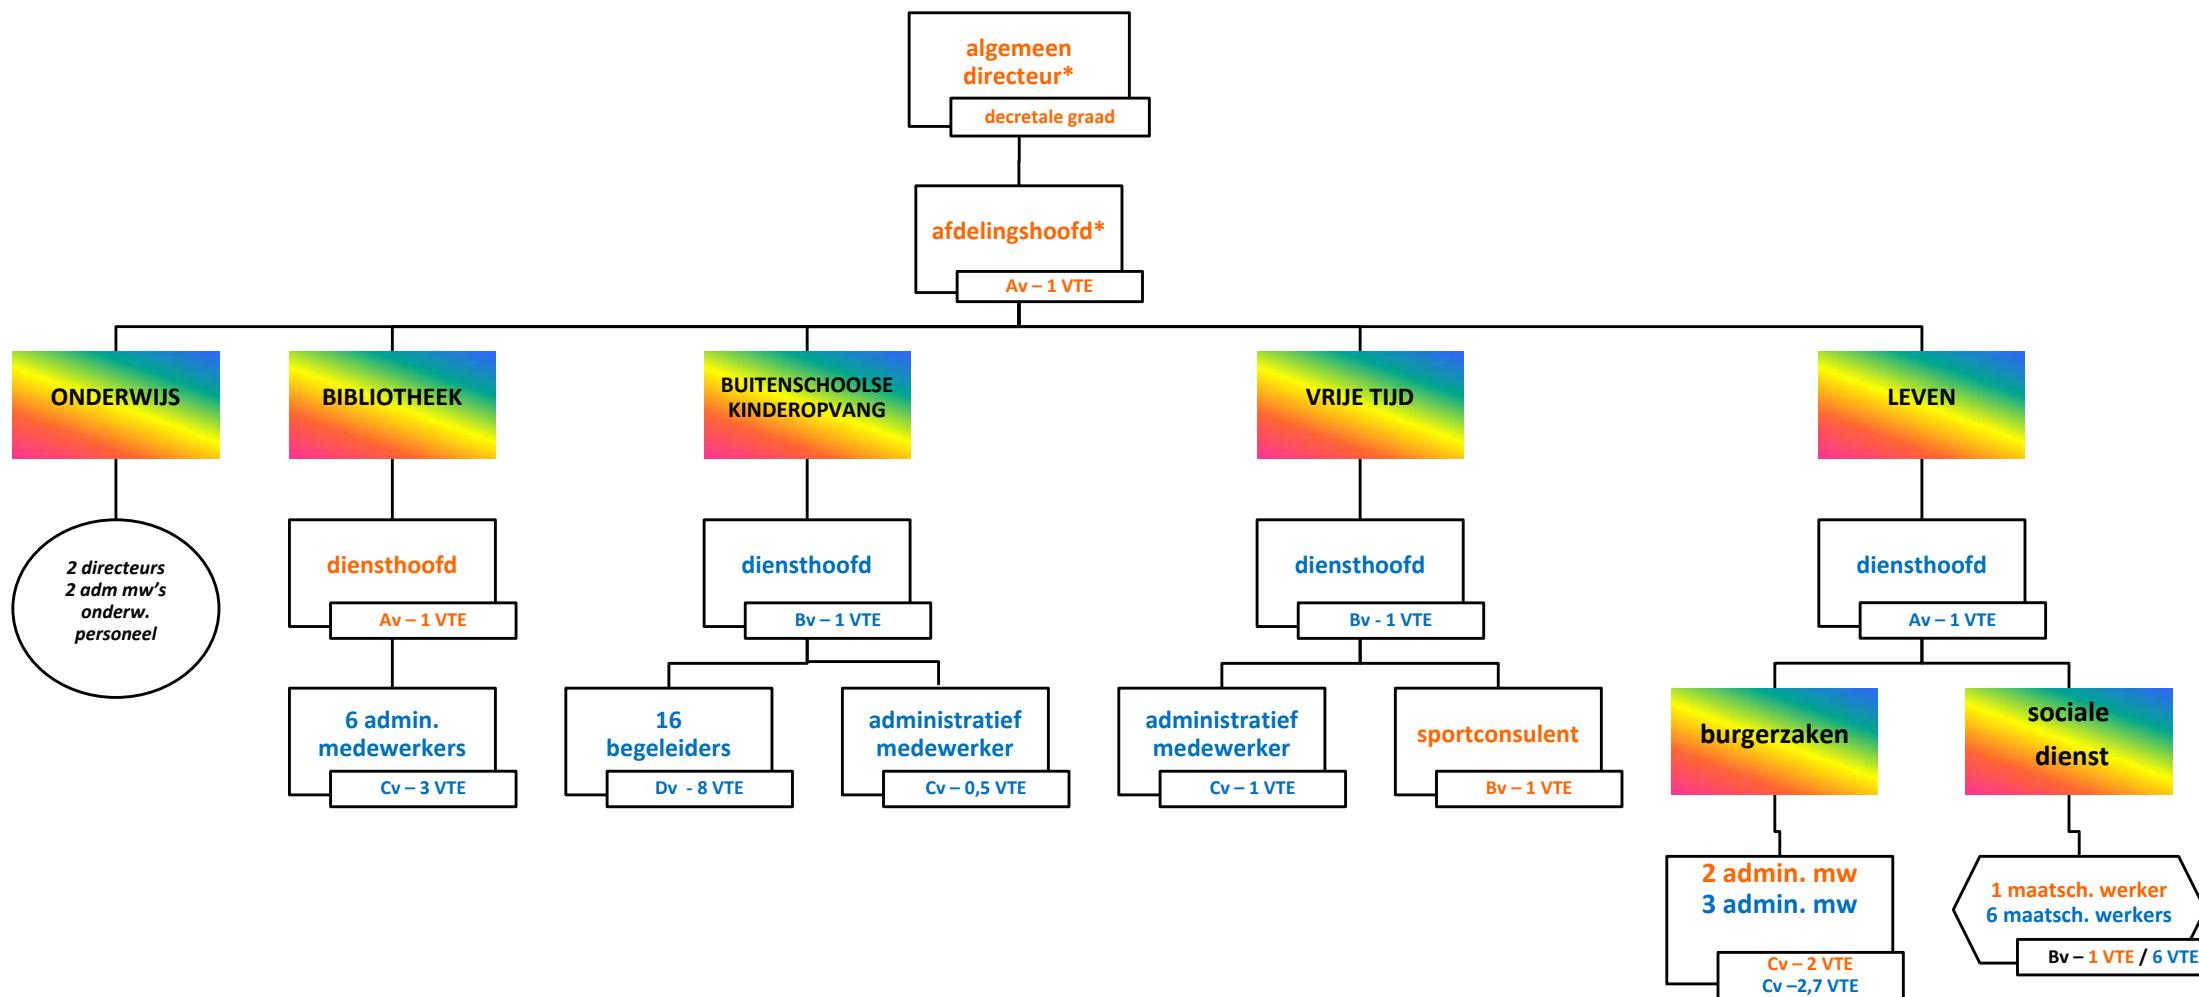 algemeen
directeur*
decretale graad
afdelingshoofd*
Av – 1 VTE
ONDERWIJS
BIBLIOTHEEK
BUITENSCHOOLSE
KINDEROPVANG
VRIJE TIJD
LEVEN
2 directeurs
2 adm mw's
onderw.
personeel
diensthoofd
Av – 1 VTE
diensthoofd
Bv – 1 VTE
diensthoofd
Bv - 1 VTE
diensthoofd
Av – 1 VTE
6 admin.
medewerkers
Cv – 3 VTE
16
begeleiders
Dv - 8 VTE
administratief
medewerker
Cv – 0,5 VTE
administratief
medewerker
Cv – 1 VTE
sportconsulent
Bv – 1 VTE
burgerzaken
sociale
dienst
2 admin. mw
3 admin. mw
Cv – 2 VTE
Cv –2,7 VTE
1 maatsch. werker
6 maatsch. werkers
Bv – 1 VTE / 6 VTE